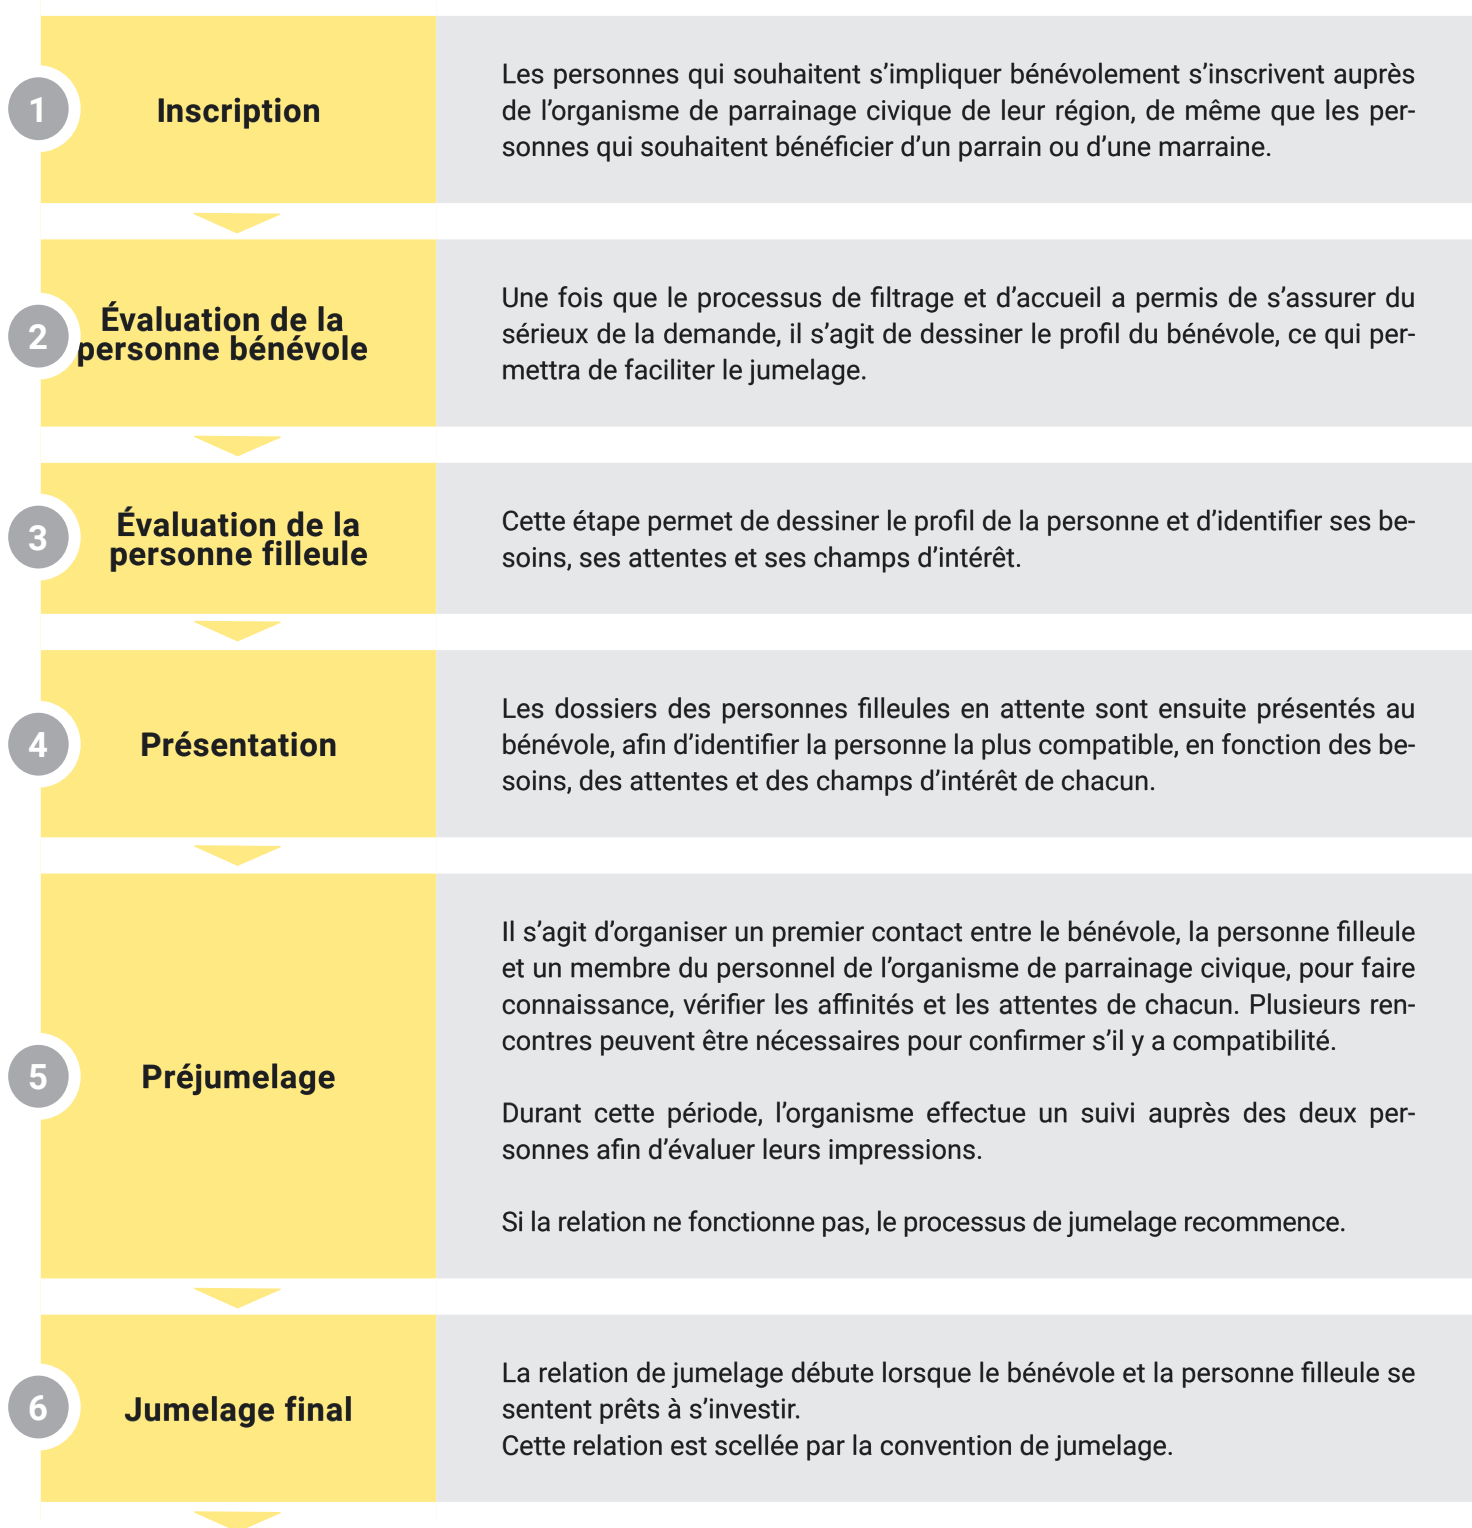 1
Inscription
Les personnes qui souhaitent s’impliquer bénévolement s’inscrivent auprès
de l’organisme de parrainage civique de leur région, de même que les per-
sonnes qui souhaitent bénéficier d’un parrain ou d’une marraine.
2
Évaluation de la
personne bénévole
Une fois que le processus de filtrage et d’accueil a permis de s’assurer du
sérieux de la demande, il s’agit de dessiner le profil du bénévole, ce qui per-
mettra de faciliter le jumelage.
3
Évaluation de la
personne filleule
Cette étape permet de dessiner le profil de la personne et d’identifier ses be-
soins, ses attentes et ses champs d’intérêt.
4
Présentation
Les dossiers des personnes filleules en attente sont ensuite présentés au
bénévole, afin d’identifier la personne la plus compatible, en fonction des be-
soins, des attentes et des champs d’intérêt de chacun.
5
Préjumelage
Il s’agit d’organiser un premier contact entre le bénévole, la personne filleule
et un membre du personnel de l’organisme de parrainage civique, pour faire
connaissance, vérifier les affinités et les attentes de chacun. Plusieurs ren-
contres peuvent être nécessaires pour confirmer s’il y a compatibilité.
Durant cette période, l’organisme effectue un suivi auprès des deux per-
sonnes afin d’évaluer leurs impressions.
Si la relation ne fonctionne pas, le processus de jumelage recommence.
6
Jumelage final
La relation de jumelage débute lorsque le bénévole et la personne filleule se
sentent prêts à s’investir.
Cette relation est scellée par la convention de jumelage.